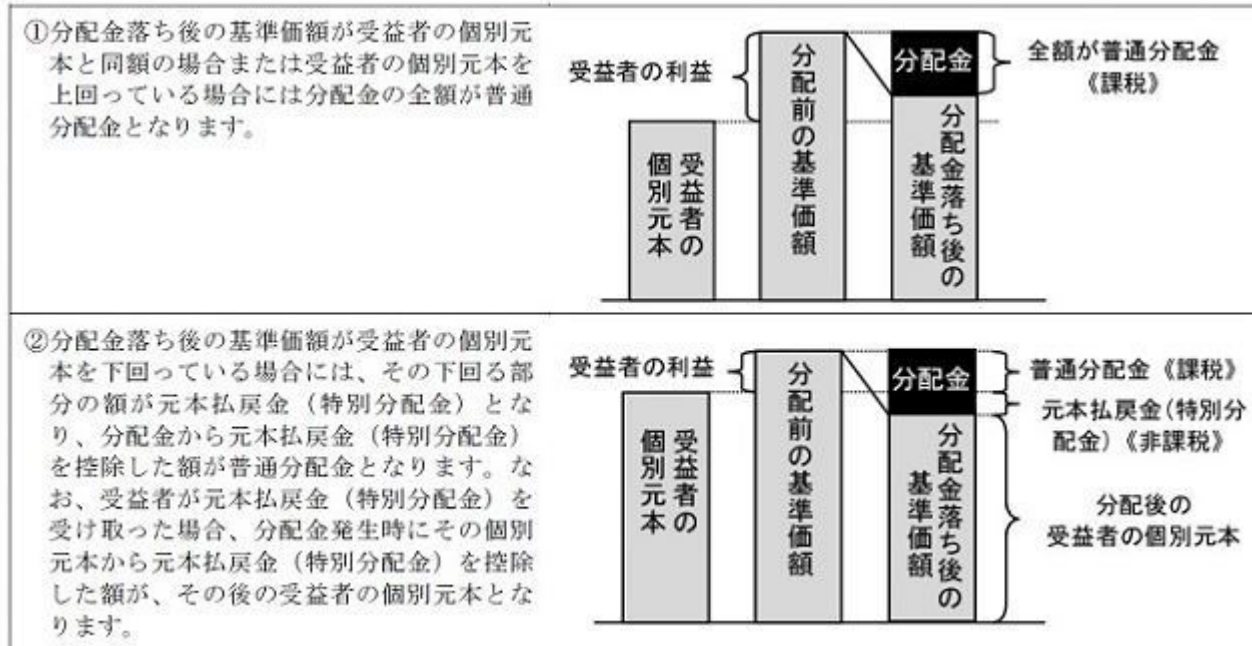 ①分配金落ち後の基準価額が受益者の個別元
本と同額の場合または受益者の個別元本を
上回っている場合には分配金の全額が普通
分配金となります。
受益者の利益
受益者の
個別元本
分配前の基準価額
分配金
分配金落ち後の
基準価額
全額が普通分配金
《課税》
②分配金落ち後の基準価額が受益者の個別元
本を下回っている場合には、その下回る部
分の額が元本払戻金（特別分配金）とな
り、分配金から元本払戻金（特別分配金）
を控除した額が普通分配金となります。な
お、受益者が元本払戻金（特別分配金）を
受け取った場合、分配金発生時にその個別
元本から元本払戻金（特別分配金）を控除
した額が、その後の受益者の個別元本とな
ります。
受益者の利益
受益者の
個別元本
分配前の基準価額
分配金
分配金落ち後の
基準価額
普通分配金《課税》
元本払戻金(特別分
配金)《非課税》
分配後の
受益者の個別元本